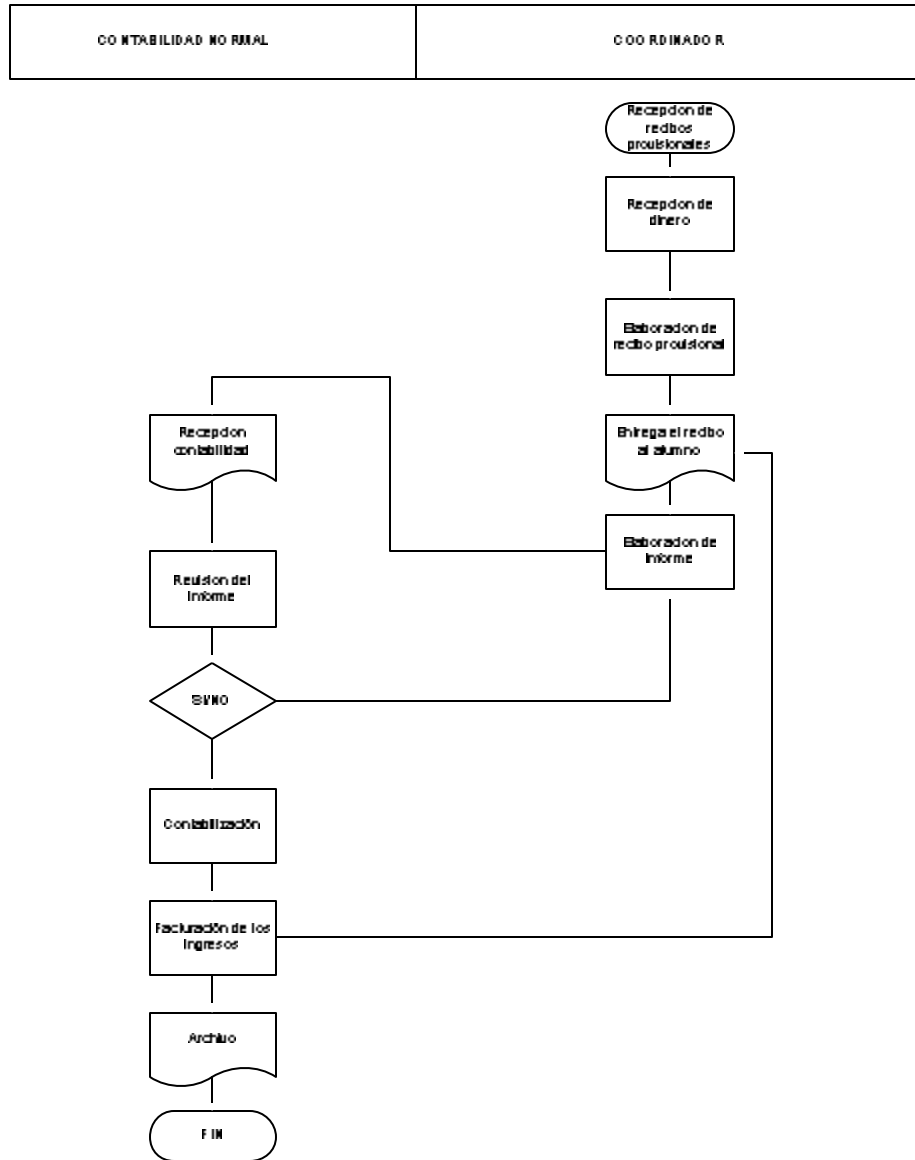 CONTABILIDAD NORMAL
COORDINADOR
Recepcion de
recibos
provisionales
Recepcion de
dinero
Elaboracion de
recibo provisional
Entrega el recibo
al alumno
Elaboracion de
informe
Recepcion
contabilidad
Revision del
informe
SI/NO
Contabilización
Facturación de los
ingresos
Archivo
FIN